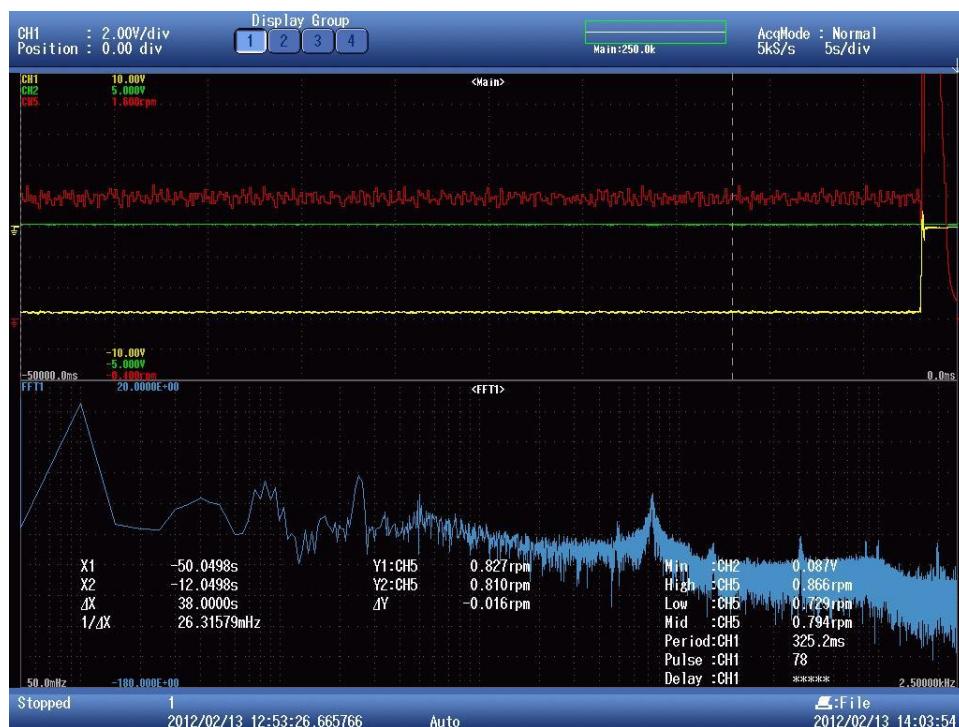 CH1 : 2.00V/div
Position : 0.00 div
Display Group
1 2 3 4
Main:250.0k
AcqMode : Normal
5kS/s 5s/div
CH1 10.00V
CH2 5.000V
CH5 1.600rpm
<Main>
-10.00V
-5.000V
-0.400rpm
-50000.0ms
0.0ms
FFT1 20.0000E+00
<FFT1>
X1 -50.0498s
X2 -12.0498s
ΔX 38.0000s
1/ΔX 26.31579mHz
Y1:CH5 0.827rpm
Y2:CH5 0.810rpm
ΔY -0.016rpm
Min :CH2 0.087V
High :CH5 0.866rpm
Low :CH5 0.729rpm
Mid :CH5 0.794rpm
Period:CH1 325.2ms
Pulse :CH1 78
Delay :CH1 *****
50.0mHz -180.000E+00
2.50000kHz
Stopped
1
2012/02/13 12:53:26.665766
Auto
:File
2012/02/13 14:03:54